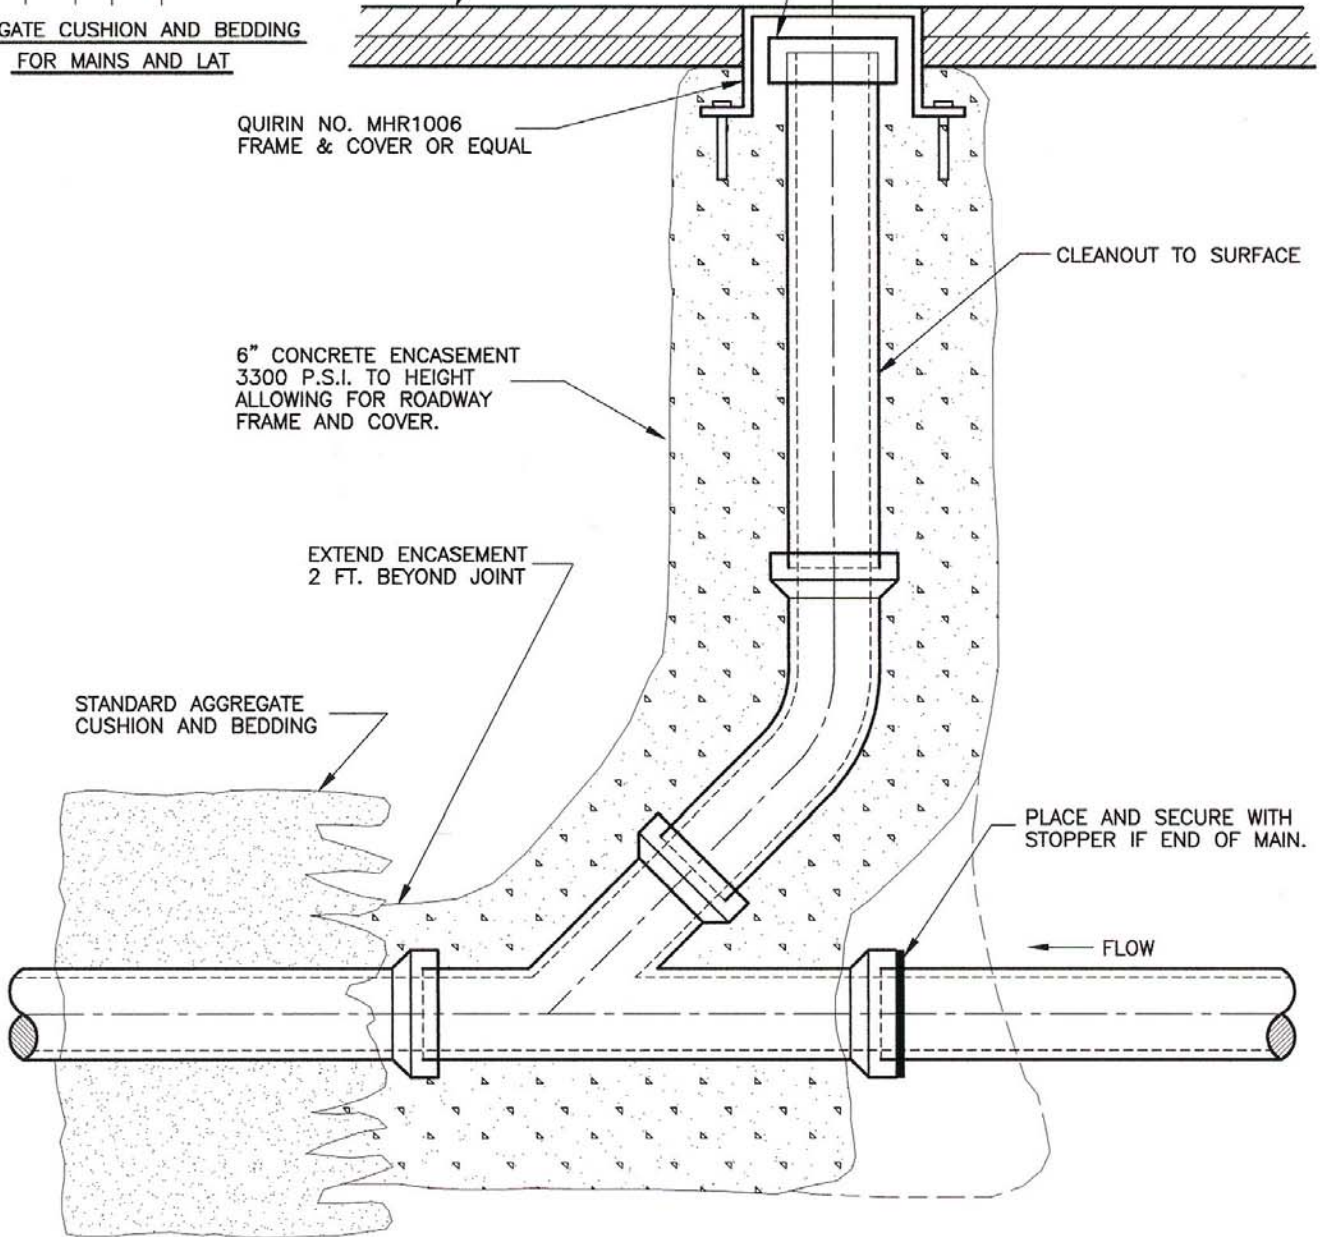 GATE CUSHION AND BEDDING
FOR MAINS AND LAT
QUIRIN NO. MHR1006
FRAME & COVER OR EQUAL
CLEANOUT TO SURFACE
6" CONCRETE ENCASEMENT
3300 P.S.I. TO HEIGHT
ALLOWING FOR ROADWAY
FRAME AND COVER.
EXTEND ENCASEMENT
2 FT. BEYOND JOINT
STANDARD AGGREGATE
CUSHION AND BEDDING
PLACE AND SECURE WITH
STOPPER IF END OF MAIN.
FLOW